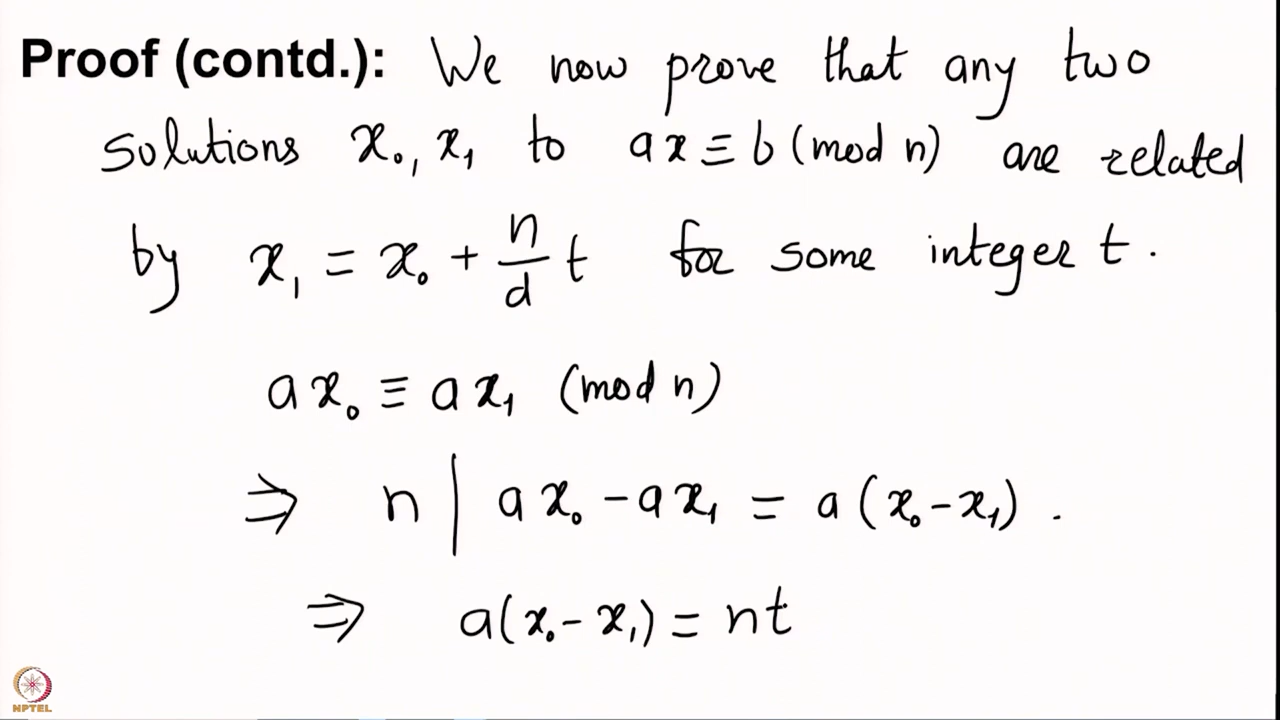 Proof (contd.): We now prove that any two
solutions x₀, x₁ to ax ≡ b (mod n) are related
by x₁ = x₀ + n/d t for some integer t.
ax₀ ≡ ax₁ (mod n)
⇒ n | ax₀ - ax₁ = a(x₀ - x₁).
⇒ a(x₀ - x₁) = nt
NPTEL